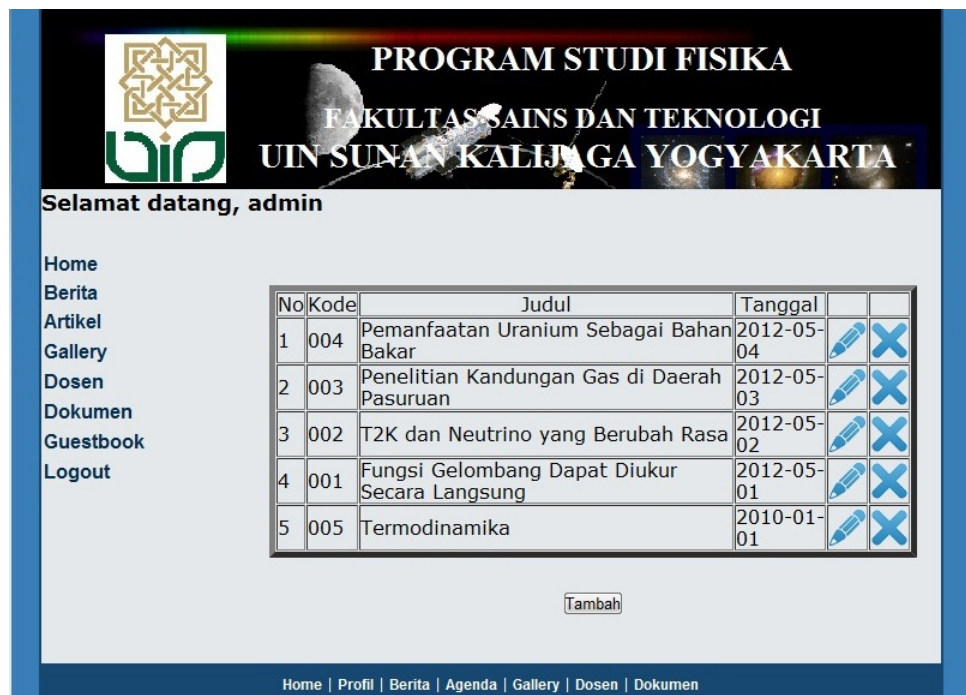 PROGRAM STUDI FISIKA
FAKULTAS SAINS DAN TEKNOLOGI
UIN SUNAN KALIJAGA YOGYAKARTA
uin
Selamat datang, admin
Home
Berita
Artikel
Gallery
Dosen
Dokumen
Guestbook
Logout
No Kode Judul Tanggal
1 004 Pemanfaatan Uranium Sebagai Bahan Bakar 2012-05-04
2 003 Penelitian Kandungan Gas di Daerah Pasuruan 2012-05-03
3 002 T2K dan Neutrino yang Berubah Rasa 2012-05-02
4 001 Fungsi Gelombang Dapat Diukur Secara Langsung 2012-05-01
5 005 Termodinamika 2010-01-01
Tambah
Home | Profil | Berita | Agenda | Gallery | Dosen | Dokumen